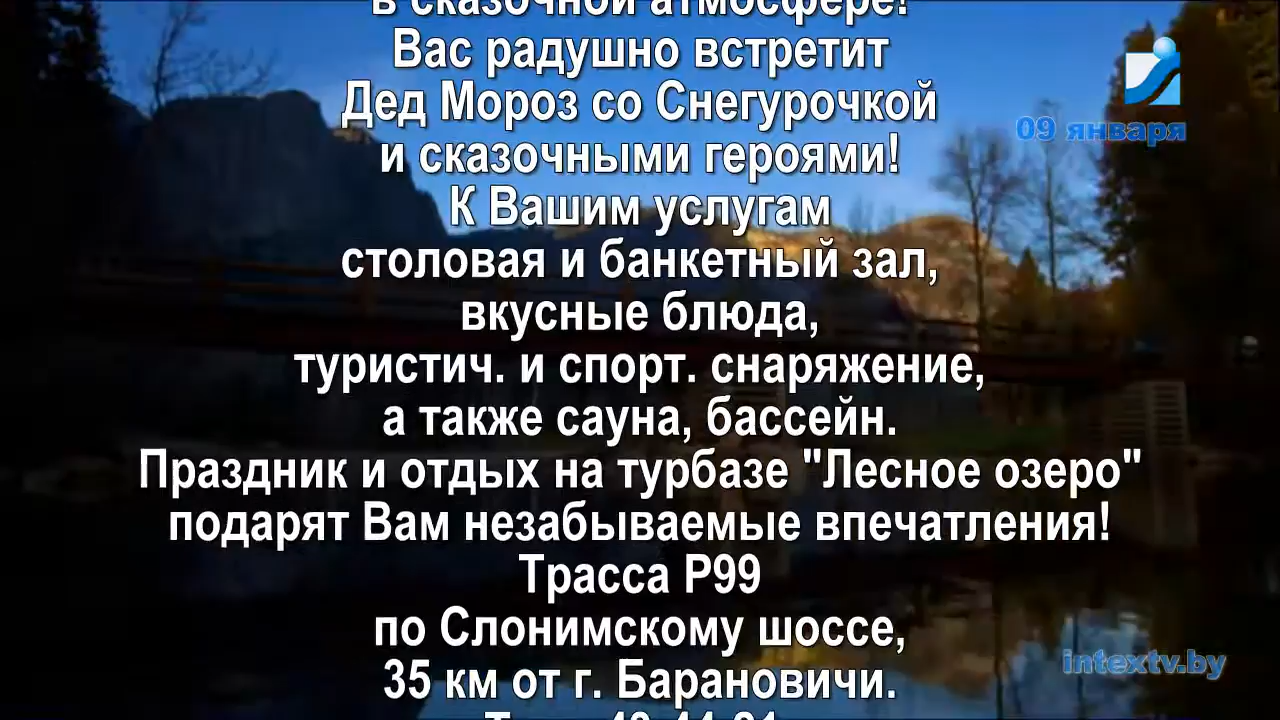 в сказочной атмосфере!
Вас радушно встретит
Дед Мороз со Снегурочкой
и сказочными героями!
К Вашим услугам
столовая и банкетный зал,
вкусные блюда,
туристич. и спорт. снаряжение,
а также сауна, бассейн.
Праздник и отдых на турбазе "Лесное озеро"
подарят Вам незабываемые впечатления!
Трасса Р99
по Слонимскому шоссе,
35 км от г. Барановичи.
09 января
intextv.by